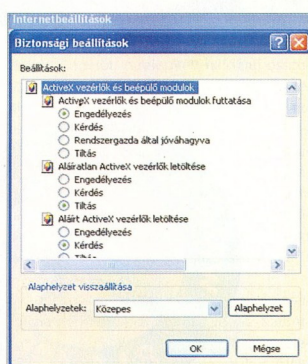 Internetbeállítások
Biztonsági beállítások
Beállítások:
ActiveX vezérlők és beépülő modulok
ActiveX vezérlők és beépülő modulok futtatása
Engedélyezés
Kérdés
Rendszergazda által jóváhagyva
Tiltás
Aláíratlan ActiveX vezérlők letöltése
Engedélyezés
Kérdés
Tiltás
Aláírt ActiveX vezérlők letöltése
Engedélyezés
Kérdés
Tiltás
Alaphelyzet visszaállítása
Alaphelyzetek: Közepes Alaphelyzet
OK Mégse